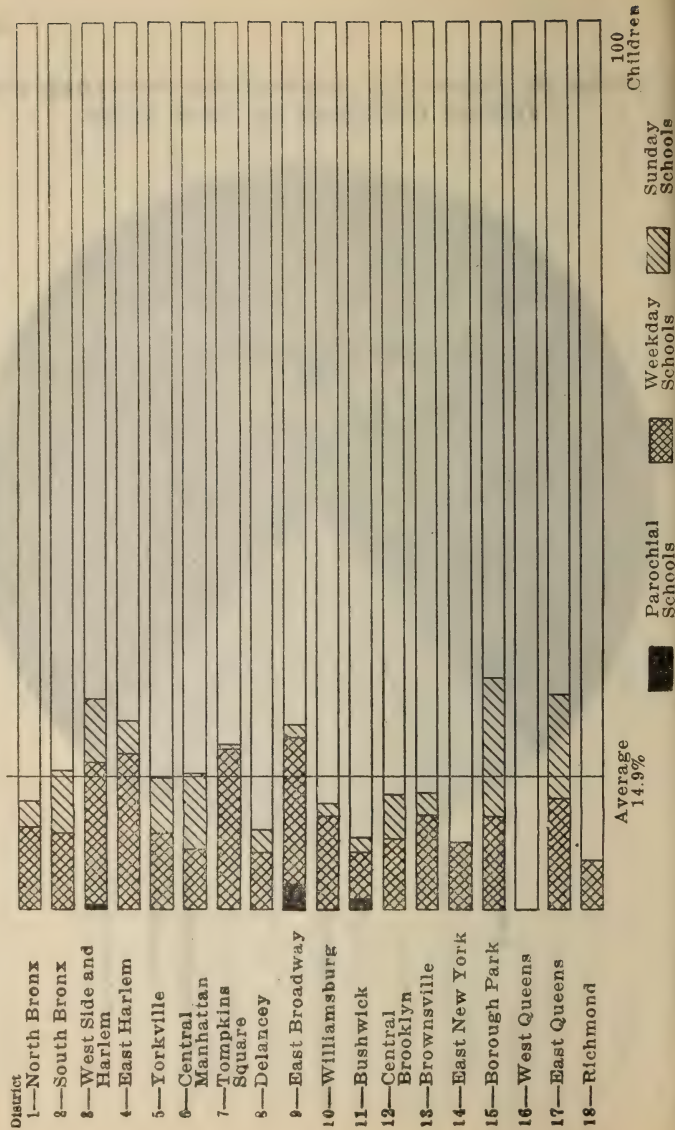 District
1—North Bronx
2—South Bronx
3—West Side and
Harlem
4—East Harlem
5—Yorkville
6—Central
Manhattan
7—Tompkins
Square
8—Delancey
9—East Broadway
10—Williamsburg
11—Bushwick
12—Central
Brooklyn
13—Brownsville
14—East New York
15—Borough Park
16—West Queens
17—East Queens
18—Richmond
Average
14.9%
100
Children
Parochial
Schools
Weekday
Schools
Sunday
Schools